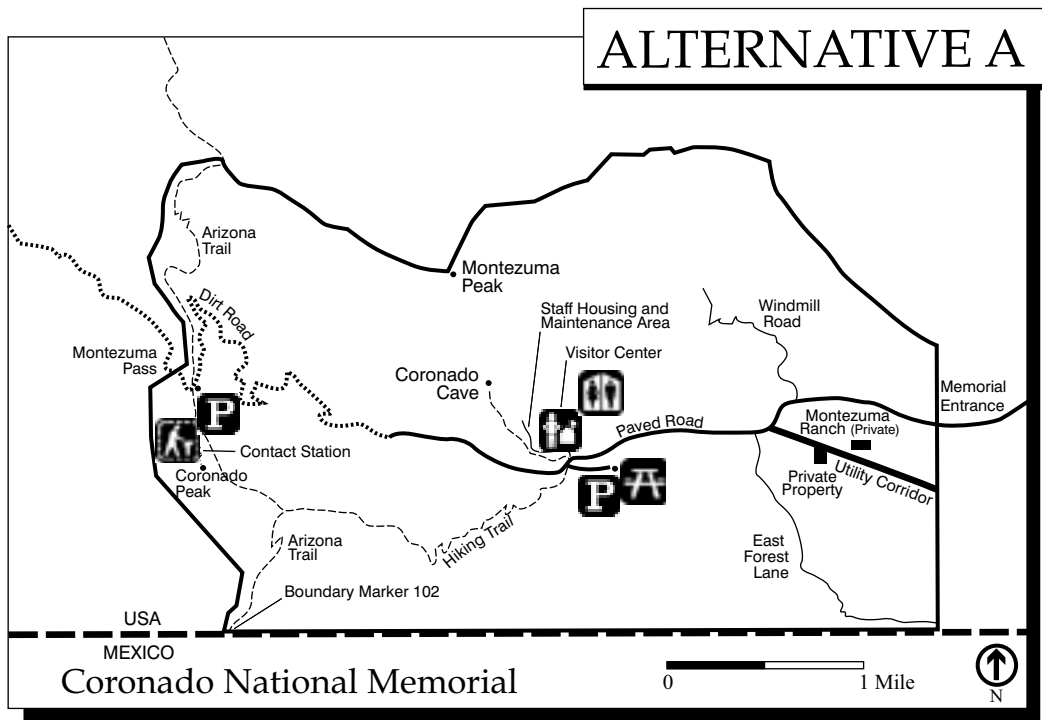 ALTERNATIVE A
Arizona
Trail
Montezuma
Peak
Dirt Road
Staff Housing and
Maintenance Area
Windmill
Road
Montezuma
Pass
Visitor Center
Coronado
Cave
Memorial
Entrance
P
Paved Road
Montezuma
Ranch (Private)
Contact Station
Coronado
Peak
Private
Property
Utility Corridor
P
Hiking Trail
Arizona
Trail
East
Forest
Lane
Boundary Marker 102
USA
MEXICO
Coronado National Memorial
0
1 Mile
N